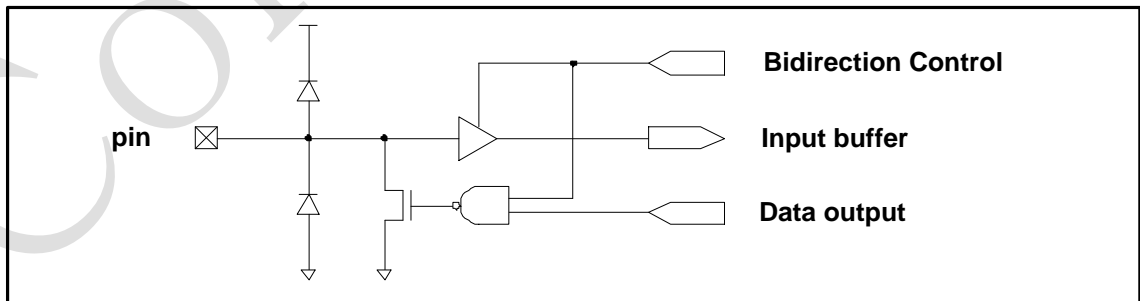 Bidirection Control
pin
Input buffer
Data output